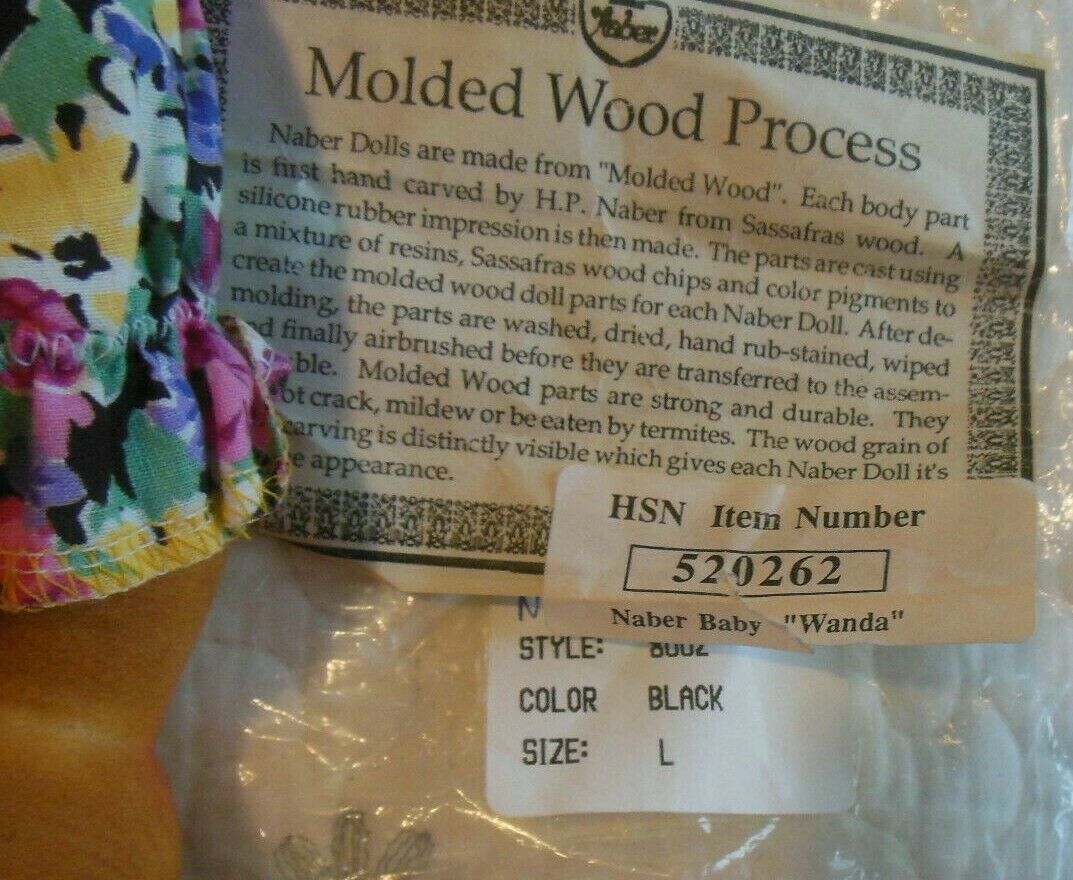 Naber
Molded Wood Process
Naber Dolls are made from "Molded Wood". Each body part
is first hand carved by H.P. Naber from Sassafras wood. A
silicone rubber impression is then made. The parts are cast using
a mixture of resins, Sassafras wood chips and color pigments to
create the molded wood doll parts for each Naber Doll. After de-
molding, the parts are washed, dried, hand rub-stained, wiped
finally airbrushed before they are transferred to the assem-
ble. Molded Wood parts are strong and durable. They
ot crack, mildew or be eaten by termites. The wood grain of
carving is distinctly visible which gives each Naber Doll it's
e appearance.
HSN Item Number
520262
Naber Baby "Wanda"
N
STYLE: 8002
COLOR BLACK
SIZE: L